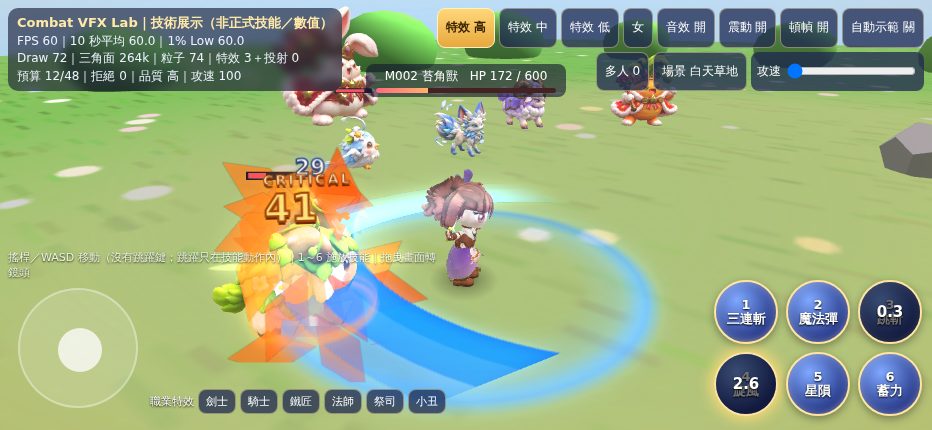 Combat VFX Lab｜技術展示（非正式技能／數值）
FPS 60｜10 秒平均 60.0｜1% Low 60.0
Draw 72｜三角面 264k｜粒子 74｜特效 3＋投射 0
預算 12/48｜拒絕 0｜品質 高｜攻速 100
特效 高
特效 中
特效 低
女
音效 開
震動 開
頓幀 開
自動示範 關
多人 0
場景 白天草地
攻速
M002 苔角獸 HP 172 / 600
29
CRITICAL
41
搖桿／WASD 移動（沒有跳躍鍵；跳躍只在技能動作內）｜1～6 施放技能｜拖曳畫面轉
鏡頭
1
三連斬
2
魔法彈
3
0.3
4
2.6
旋風
5
星隕
6
蓄力
職業特效
劍士
騎士
鐵匠
法師
祭司
小丑